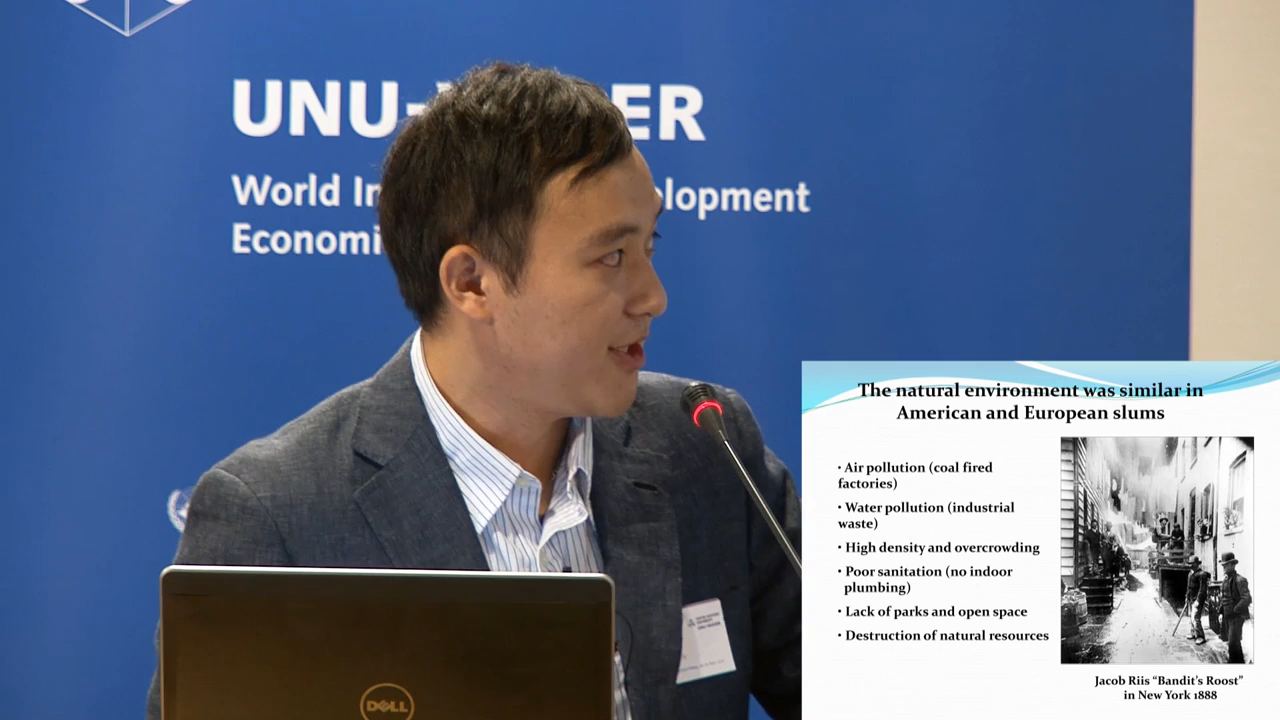 UNU- ER
World In elopment
Economi
The natural environment was similar in
American and European slums
• Air pollution (coal fired
factories)
• Water pollution (industrial
waste)
• High density and overcrowding
• Poor sanitation (no indoor
plumbing)
• Lack of parks and open space
• Destruction of natural resources
Jacob Riis “Bandit’s Roost”
in New York 1888
DELL